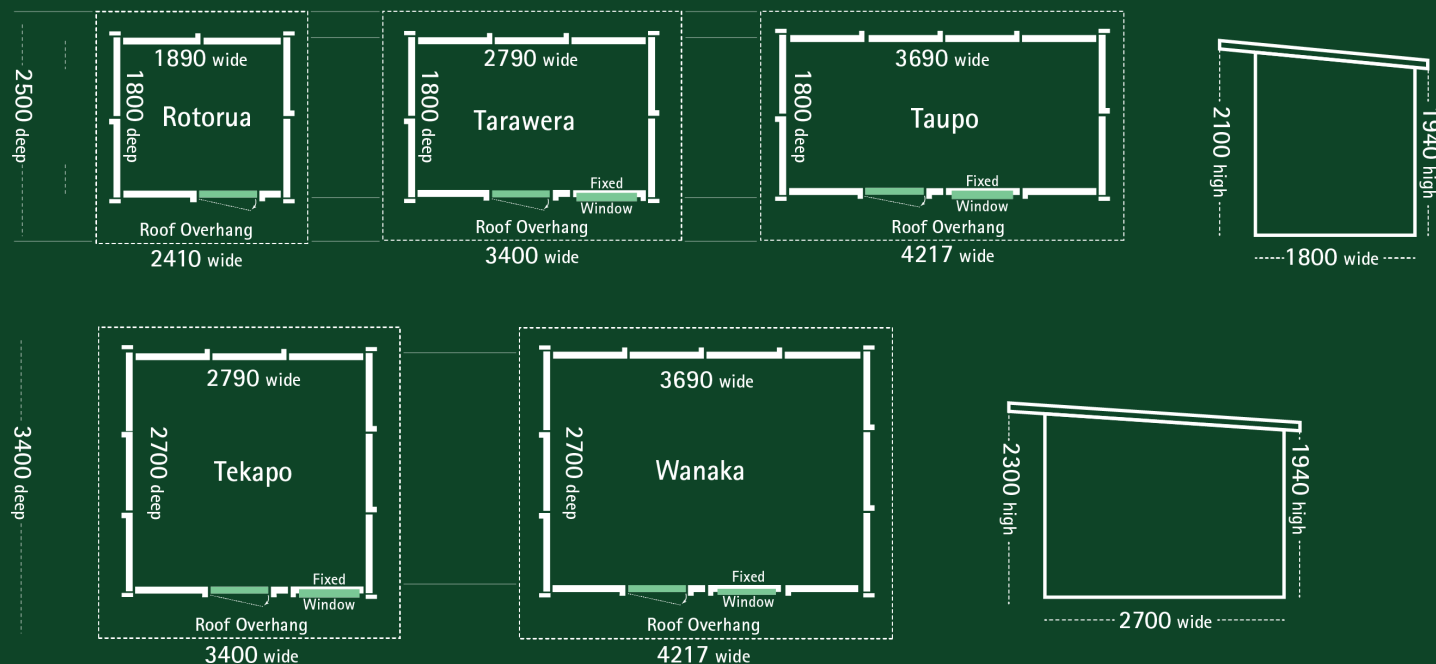 2500 deep
1890 wide
1800 deep
Rotorua
Roof Overhang
2410 wide
2790 wide
1800 deep
Tarawera
Fixed
Window
Roof Overhang
3400 wide
3690 wide
1800 deep
Taupo
Fixed
Window
Roof Overhang
4217 wide
2100 high
1940 high
1800 wide
3400 deep
2790 wide
2700 deep
Tekapo
Fixed
Window
Roof Overhang
3400 wide
3690 wide
2700 deep
Wanaka
Fixed
Window
Roof Overhang
4217 wide
2300 high
1940 high
2700 wide